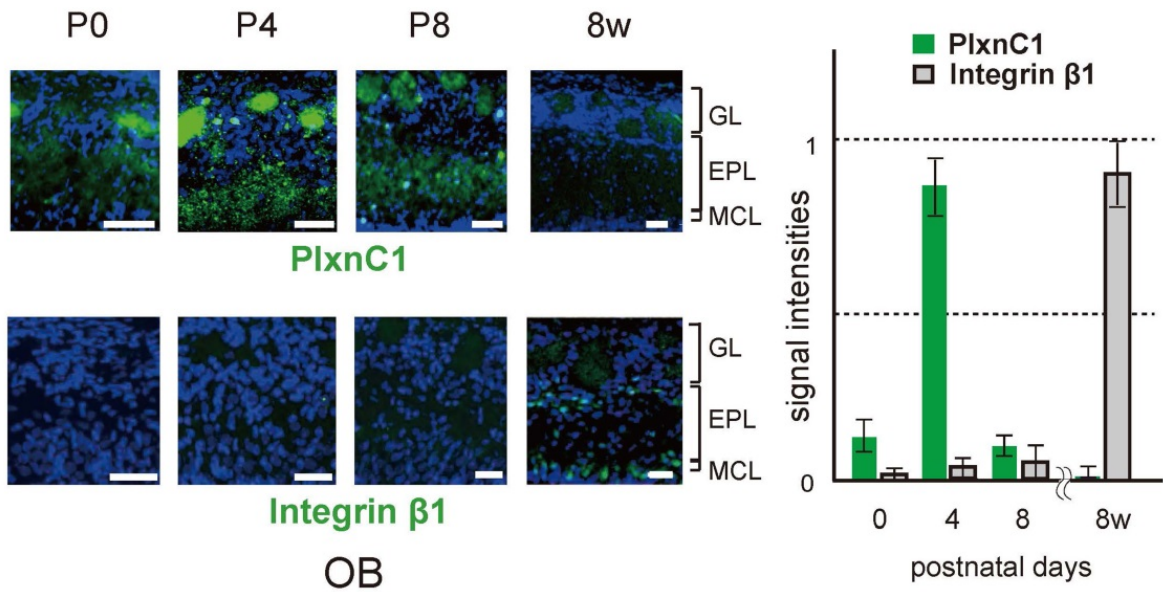 P0 P4 P8 8w
GL
EPL
MCL
PlxnC1
GL
EPL
MCL
Integrin β1
OB
PlxnC1
Integrin β1
signal intensities
1
0
0 4 8 8w
postnatal days